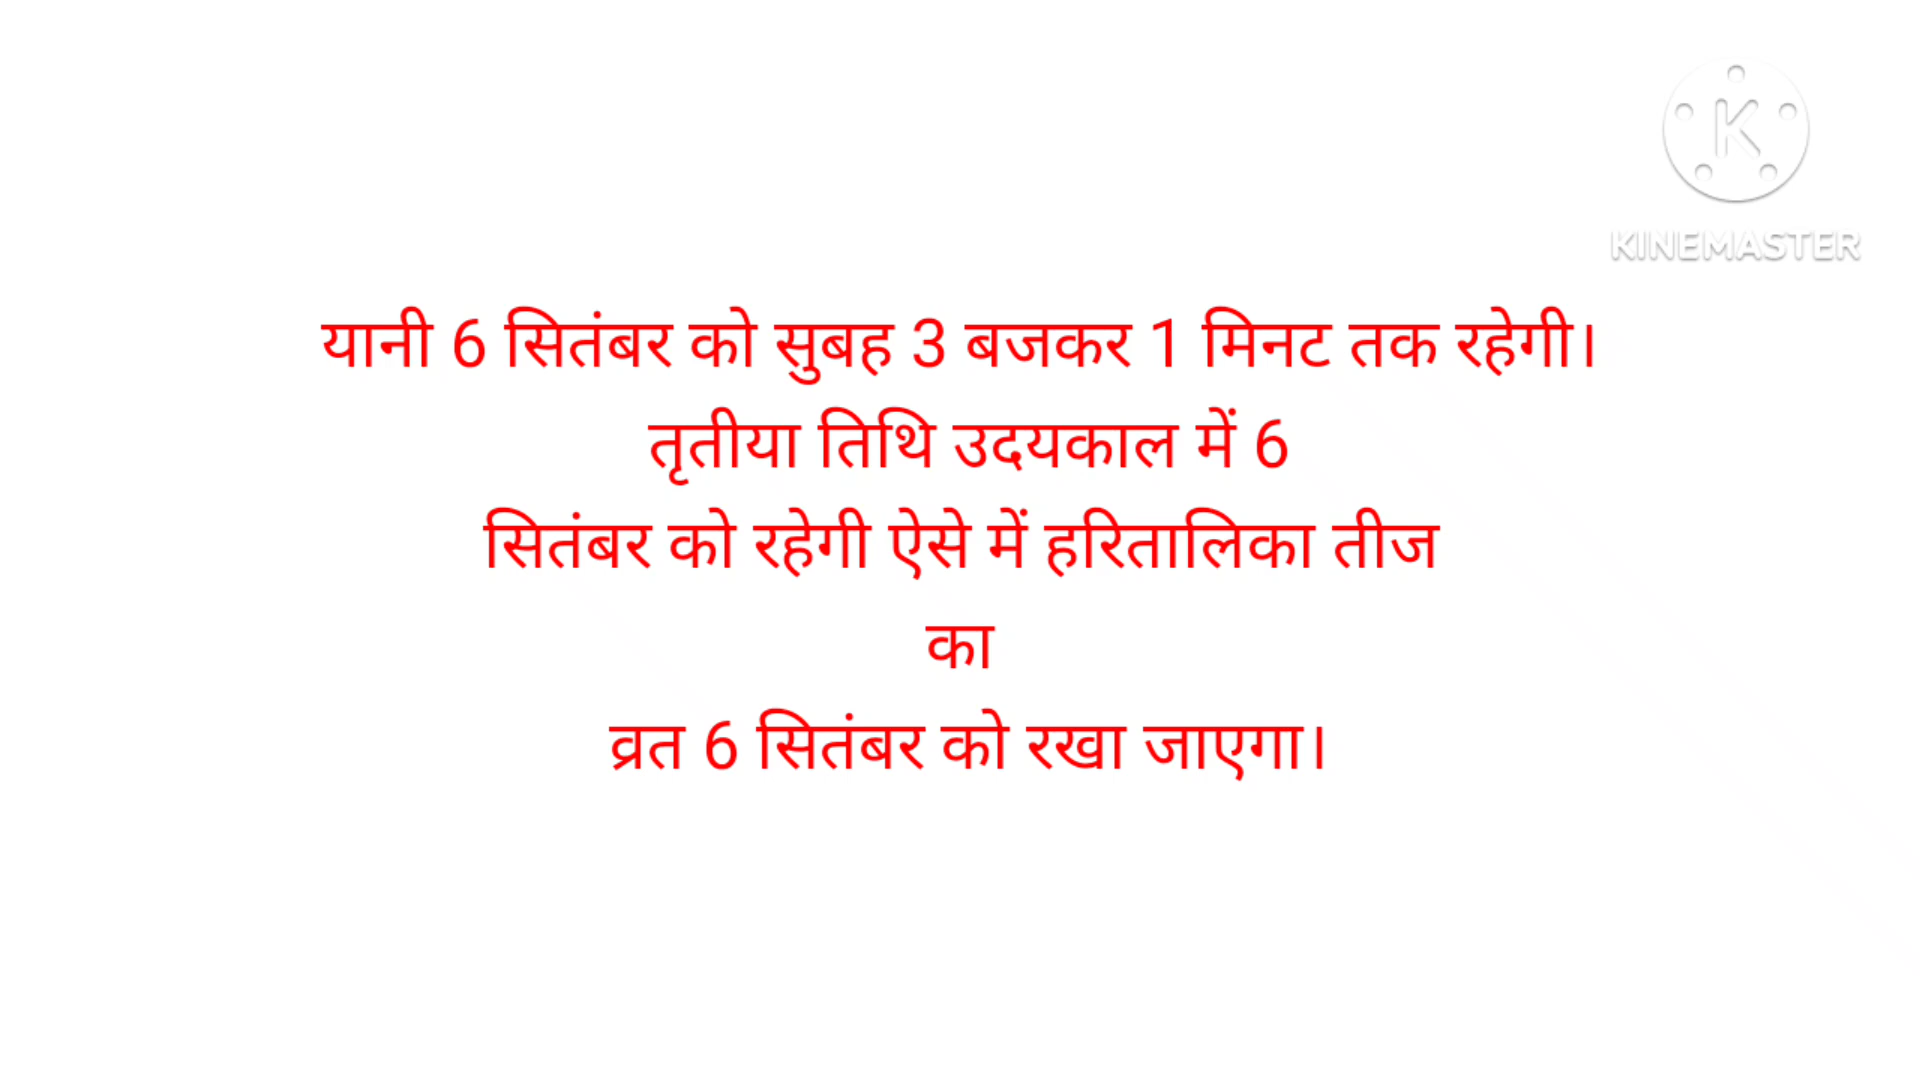 K
KINEMASTER
यानी 6 सितंबर को सुबह 3 बजकर 1 मिनट तक रहेगी।
तृतीया तिथि उदयकाल में 6
सितंबर को रहेगी ऐसे में हरितालिका तीज
का
व्रत 6 सितंबर को रखा जाएगा।